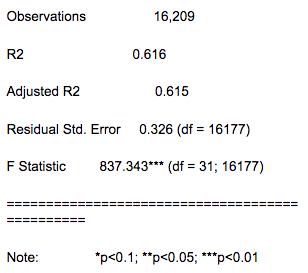 Observations 16,209
R2 0.616
Adjusted R2 0.615
Residual Std. Error 0.326 (df = 16177)
F Statistic 837.343*** (df = 31; 16177)
=====================================
==========
Note: *p<0.1; **p<0.05; ***p<0.01